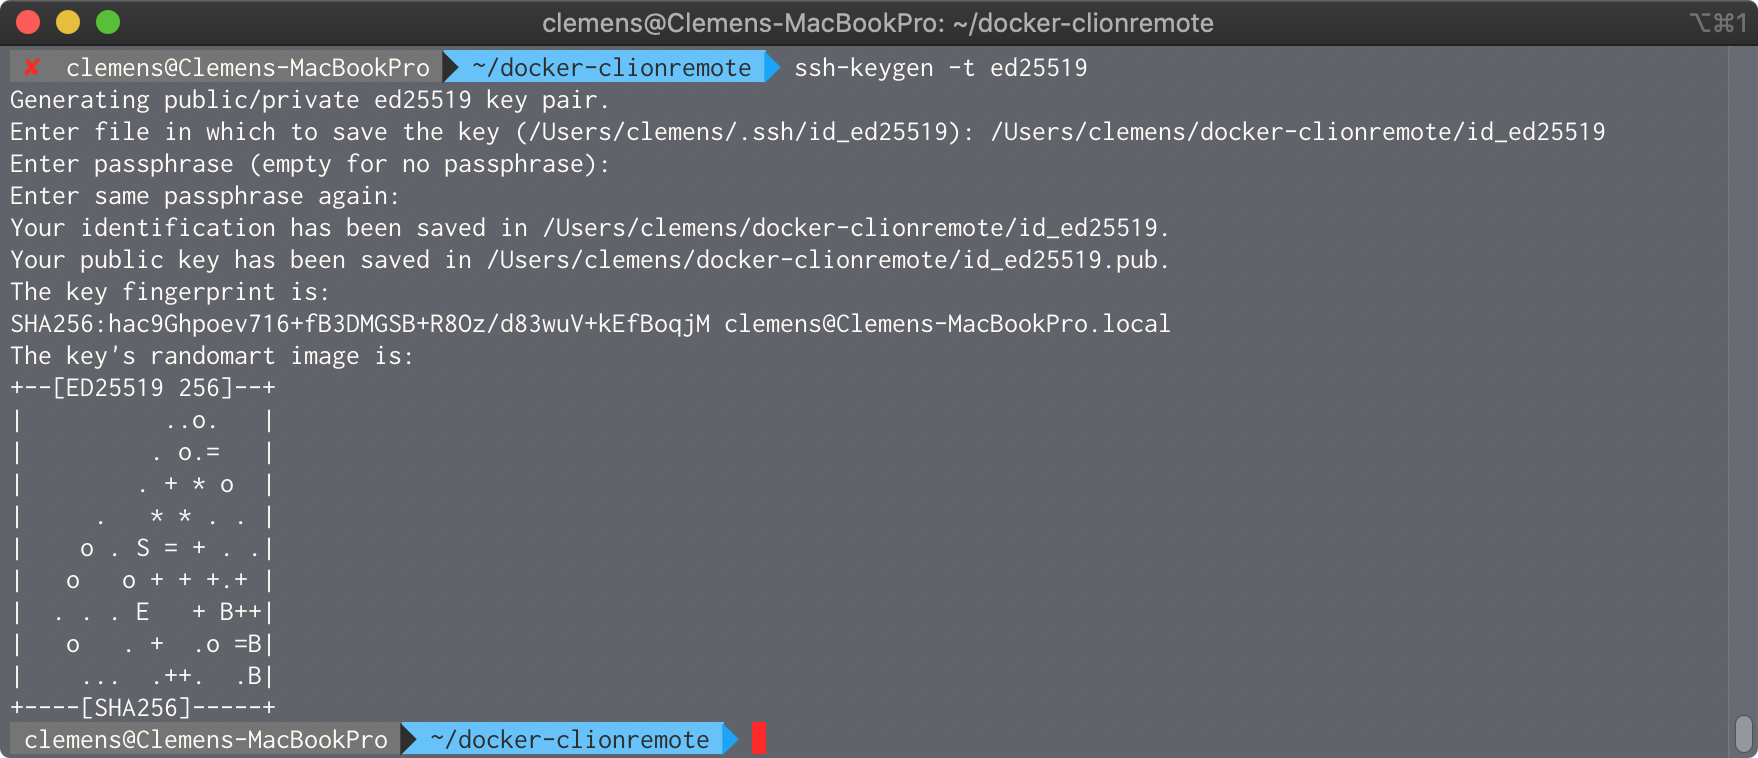 clemens@Clemens-MacBookPro: ~/docker-clionremote ⌥⌘1
✘ clemens@Clemens-MacBookPro ~/docker-clionremote ssh-keygen -t ed25519
Generating public/private ed25519 key pair.
Enter file in which to save the key (/Users/clemens/.ssh/id_ed25519): /Users/clemens/docker-clionremote/id_ed25519
Enter passphrase (empty for no passphrase):
Enter same passphrase again:
Your identification has been saved in /Users/clemens/docker-clionremote/id_ed25519.
Your public key has been saved in /Users/clemens/docker-clionremote/id_ed25519.pub.
The key fingerprint is:
SHA256:hac9Ghpoev716+fB3DMGSB+R8Oz/d83wuV+kEfBoqjM clemens@Clemens-MacBookPro.local
The key's randomart image is:
+--[ED25519 256]--+
|          ..o.   |
|         . o.=   |
|        . + * o  |
|     .   * * . . |
|    o . S = + . .|
|   o   o + + +.+ |
|  . . . E   + B++|
|   o   . +  .o =B|
|    ...  .++.  .B|
+----[SHA256]-----+
clemens@Clemens-MacBookPro ~/docker-clionremote